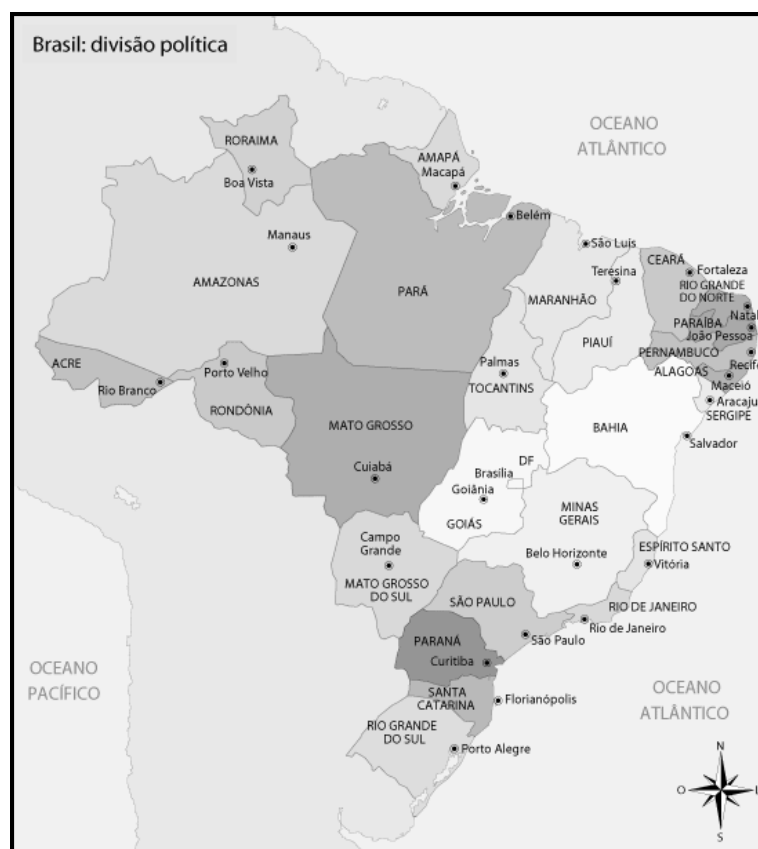 Brasil: divisão política
OCEANO
ATLÂNTICO
RORAIMA
Boa Vista
AMAPÁ
Macapá
Belém
Manaus
São Luis
CEARÁ
Fortaleza
Teresina
AMAZONAS
PARÁ
MARANHÃO
RIO GRANDE
DO NORTE
Natal
PARAÍBA
João Pessoa
PIAUÍ
PERNAMBUCO
Recife
ACRE
Rio Branco
Porto Velho
Palmas
TOCANTINS
ALAGOAS
Maceió
Aracaju
SERGIPE
RONDÔNIA
MATO GROSSO
BAHIA
Salvador
Cuiabá
DF
Brasília
Goiânia
GOIÁS
MINAS
GERAIS
Campo
Grande
Belo Horizonte
ESPÍRITO SANTO
Vitória
MATO GROSSO
DO SUL
SÃO PAULO
RIO DE JANEIRO
Rio de Janeiro
São Paulo
PARANÁ
Curitiba
OCEANO
PACÍFICO
SANTA
CATARINA
Florianópolis
OCEANO
ATLÂNTICO
RIO GRANDE
DO SUL
Porto Alegre
N
O
L
S